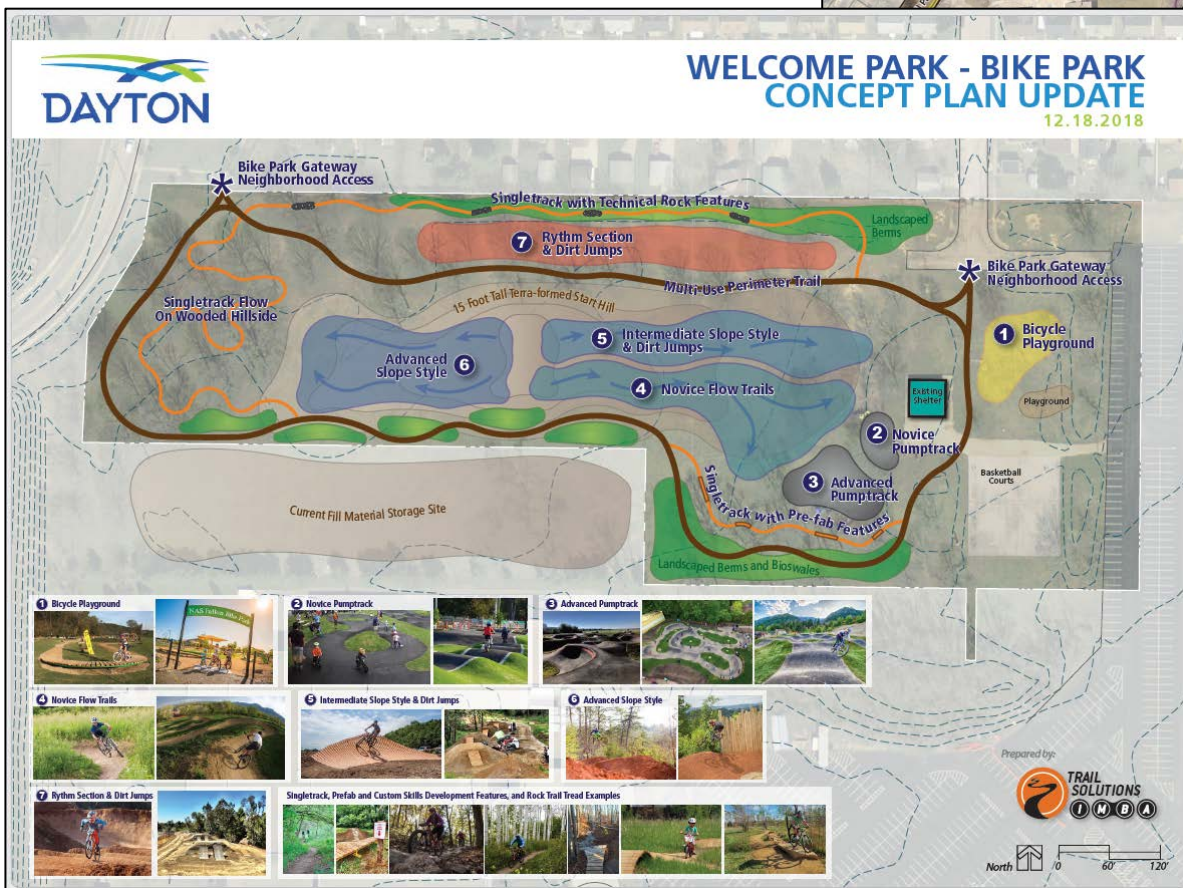 DAYTON
WELCOME PARK - BIKE PARK
CONCEPT PLAN UPDATE
12.18.2018
Bike Park Gateway
Neighborhood Access
Singletrack with Technical Rock Features
Landscaped
Berms
7 Rythm Section
& Dirt Jumps
Bike Park Gateway
Neighborhood Access
Multi-Use Perimeter Trail
Singletrack Flow
On Wooded Hillside
15 Foot Tall Terra-formed Start Hill
1 Bicycle
Playground
5 Intermediate Slope Style
& Dirt Jumps
Advanced
Slope Style 6
4 Novice Flow Trails
Existing
Shelter
Playground
2 Novice
Pumptrack
3 Advanced
Pumptrack
Basketball
Courts
Singletrack with Pre-fab Features
Current Fill Material Storage Site
Landscaped Berms and Bioswales
1 Bicycle Playground
2 Novice Pumptrack
3 Advanced Pumptrack
4 Novice Flow Trails
5 Intermediate Slope Style & Dirt Jumps
6 Advanced Slope Style
7 Rythm Section & Dirt Jumps
Singletrack, Prefab and Custom Skills Development Features, and Rock Trail Tread Examples
Prepared by:
TRAIL
SOLUTIONS
IMBA
North
0 60' 120'